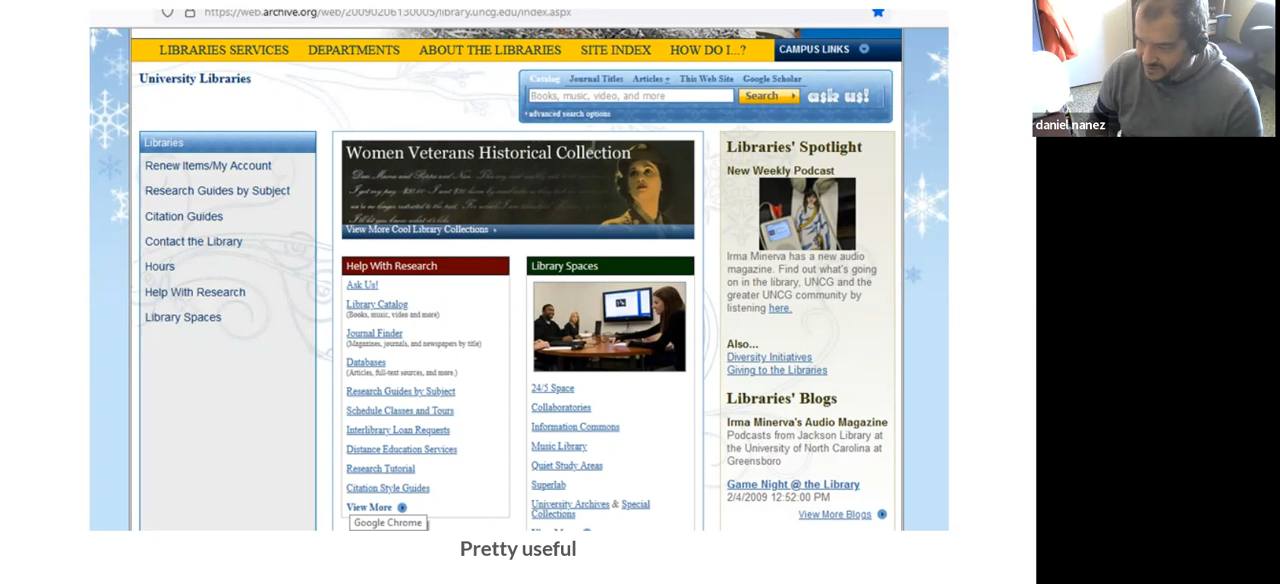 https://web.archive.org/web/20090206130005/library.uncg.edu/index.aspx
LIBRARIES SERVICES DEPARTMENTS ABOUT THE LIBRARIES SITE INDEX HOW DO I...? CAMPUS LINKS
University Libraries
Catalog Journal Titles Articles + This Web Site Google Scholar
Books, music, video, and more Search ask us!
advanced search options
daniel nanez
Libraries
Renew Items/My Account
Research Guides by Subject
Citation Guides
Contact the Library
Hours
Help With Research
Library Spaces
Women Veterans Historical Collection
View More Cool Library Collections
Help With Research
Ask Us!
Library Catalog
(Books, music, video and more)
Journal Finder
(Magazines, journals, and newspapers by title)
Databases
(Articles, full-text sources, and more.)
Research Guides by Subject
Schedule Classes and Tours
Interlibrary Loan Requests
Distance Education Services
Research Tutorial
Citation Style Guides
View More
Google Chrome
Library Spaces
24/5 Space
Collaboratories
Information Commons
Music Library
Quiet Study Areas
Superlab
University Archives & Special
Collections
Libraries' Spotlight
New Weekly Podcast
Irma Minerva has a new audio
magazine. Find out what's going
on in the library, UNCG and the
greater UNCG community by
listening here.
Also...
Diversity Initiatives
Giving to the Libraries
Libraries' Blogs
Irma Minerva's Audio Magazine
Podcasts from Jackson Library at
the University of North Carolina at
Greensboro
Game Night @ the Library
2/4/2009 12:52:00 PM
View More Blogs
Pretty useful